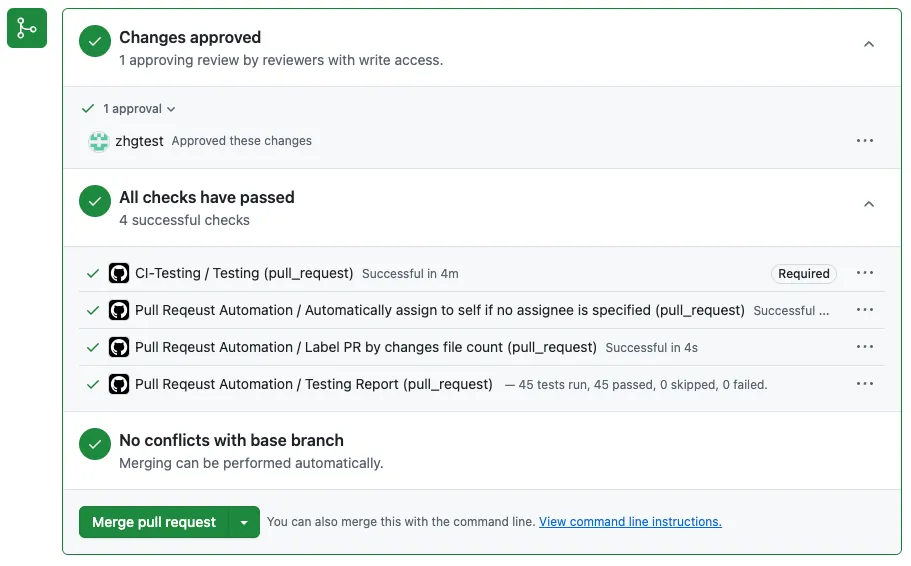 Changes approved
1 approving review by reviewers with write access.
1 approval
zhgtest Approved these changes
All checks have passed
4 successful checks
CI-Testing / Testing (pull_request) Successful in 4m Required
Pull Reqeust Automation / Automatically assign to self if no assignee is specified (pull_request) Successful ...
Pull Reqeust Automation / Label PR by changes file count (pull_request) Successful in 4s
Pull Reqeust Automation / Testing Report (pull_request) — 45 tests run, 45 passed, 0 skipped, 0 failed.
No conflicts with base branch
Merging can be performed automatically.
Merge pull request You can also merge this with the command line. View command line instructions.